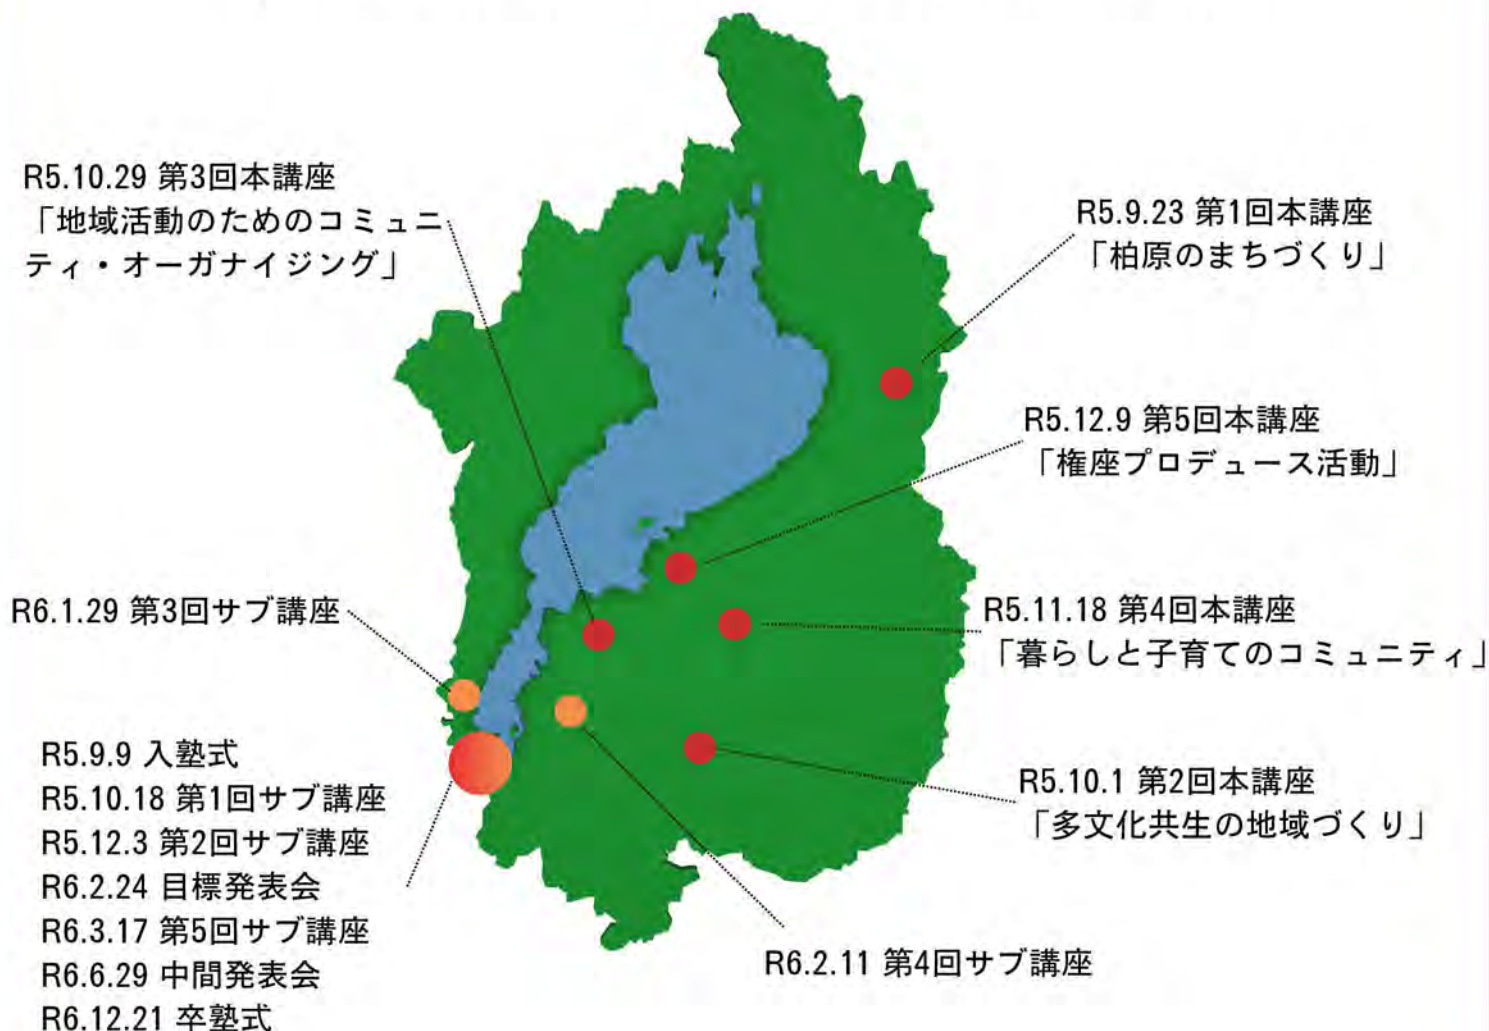 R5.10.29 第3回本講座
「地域活動のためのコミュニ
ティ・オーガナイジング」
R5.9.23 第1回本講座
「柏原のまちづくり」
R5.12.9 第5回本講座
「権座プロデュース活動」
R6.1.29 第3回サブ講座
R5.11.18 第4回本講座
「暮らしと子育てのコミュニティ」
R5.9.9 入塾式
R5.10.18 第1回サブ講座
R5.12.3 第2回サブ講座
R6.2.24 目標発表会
R6.3.17 第5回サブ講座
R6.6.29 中間発表会
R6.12.21 卒塾式
R5.10.1 第2回本講座
「多文化共生の地域づくり」
R6.2.11 第4回サブ講座